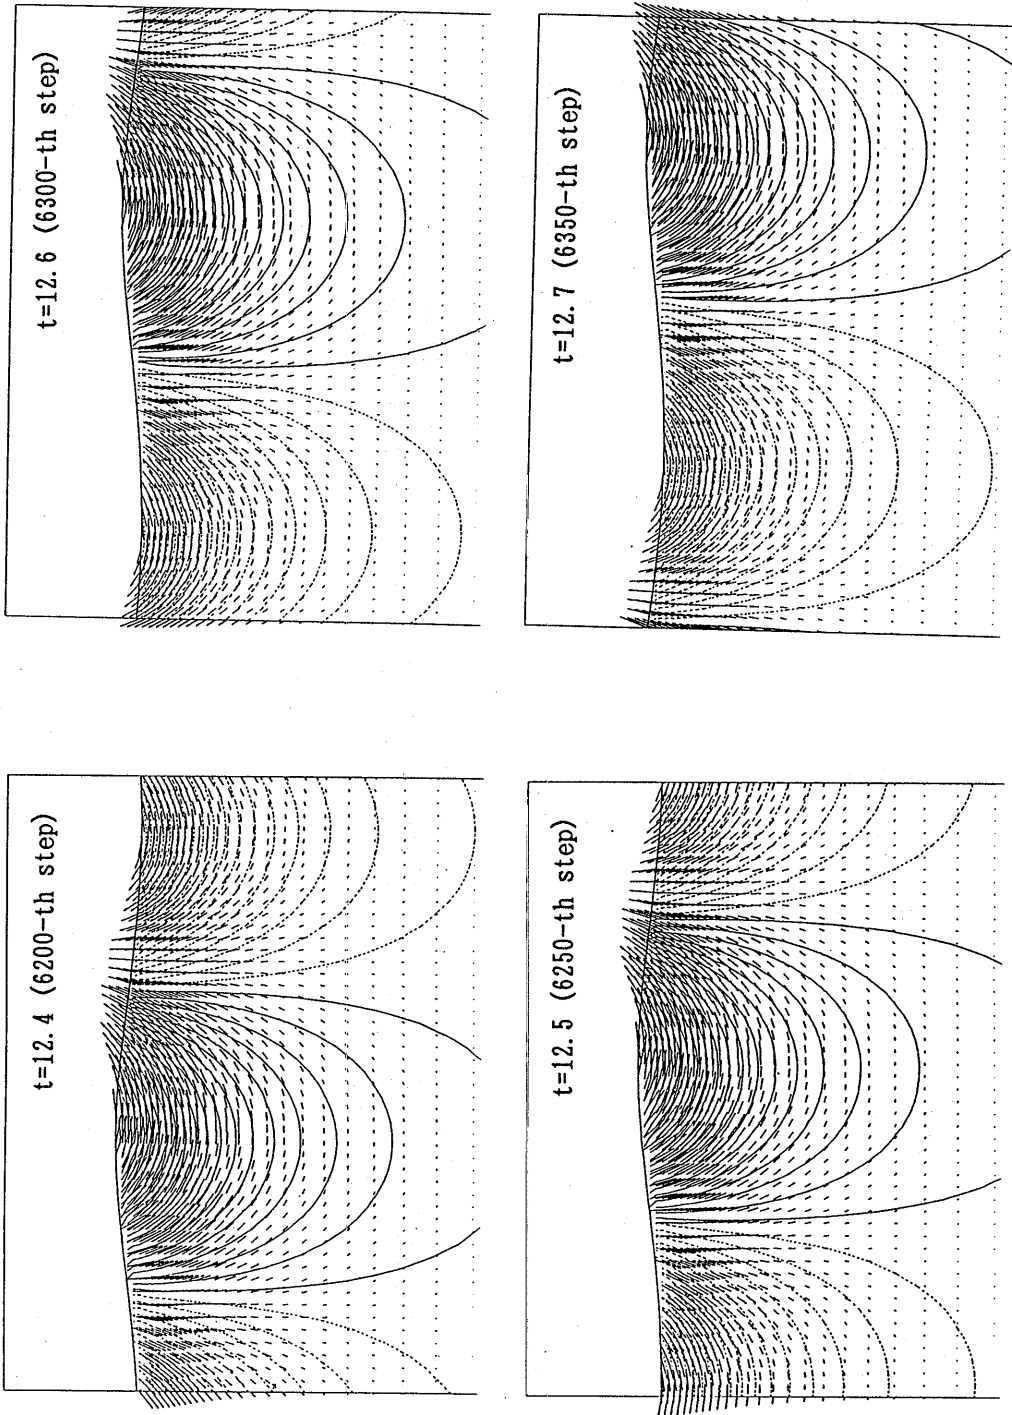 t=12.4 (6200-th step)
t=12.6 (6300-th step)
t=12.5 (6250-th step)
t=12.7 (6350-th step)